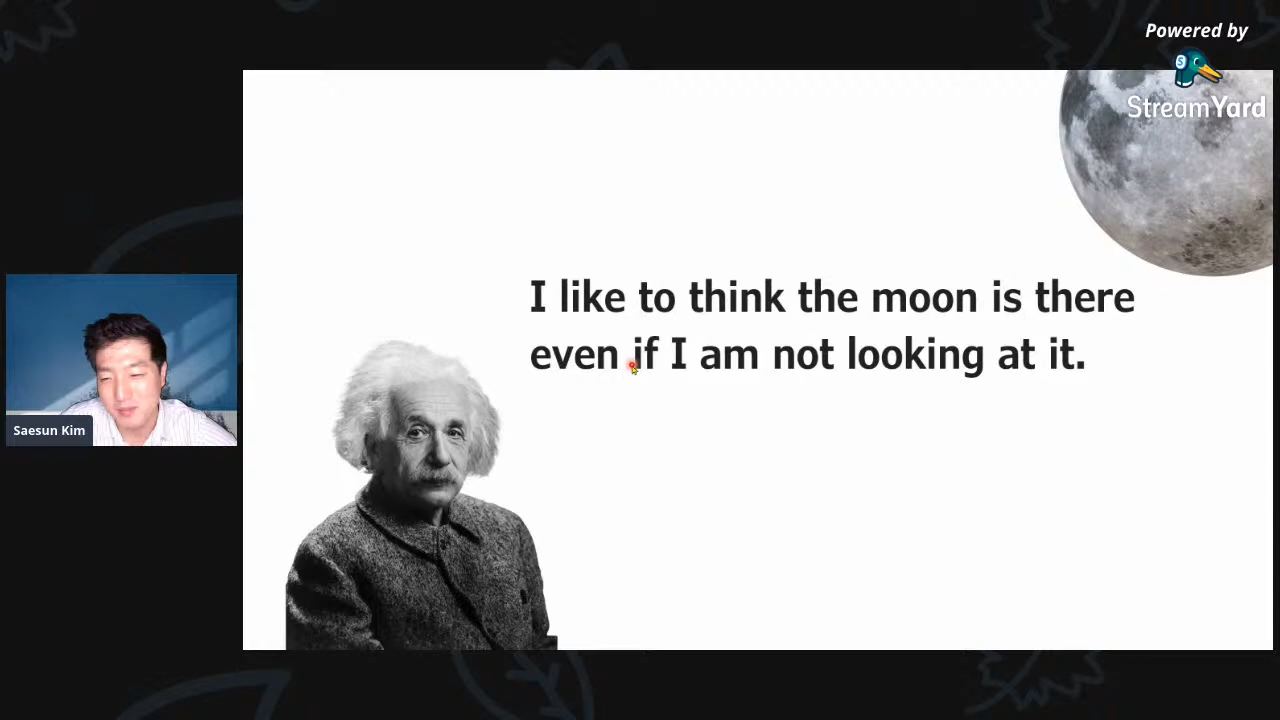 Powered by
StreamYard
I like to think the moon is there
even if I am not looking at it.
Saesun Kim